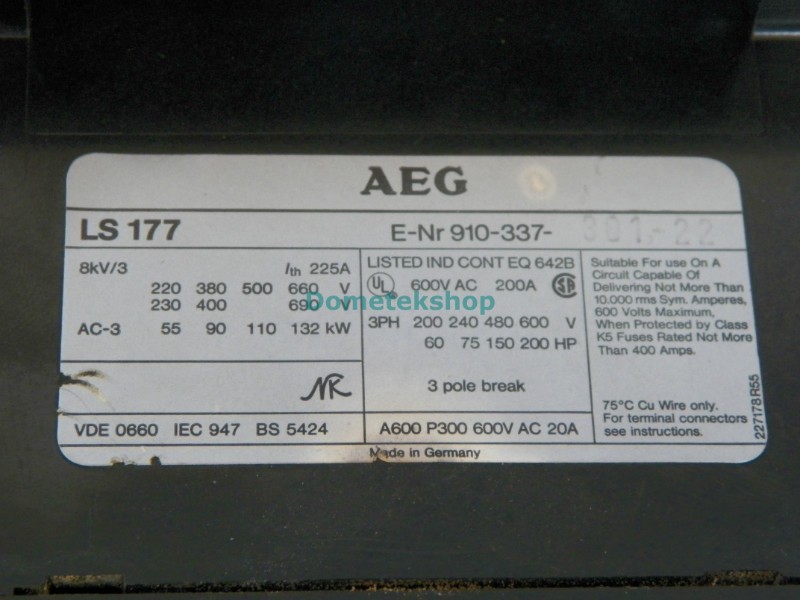 AEG
LS 177 E-Nr 910-337- 301.-22
8kV/3 Ith 225A
220 380 500 660 V
230 400 690 V
AC-3 55 90 110 132 kW
VDE 0660 IEC 947 BS 5424
LISTED IND CONT EQ 642B
UL 600V AC 200A SA
3PH 200 240 480 600 V
60 75 150 200 HP
3 pole break
A600 P300 600V AC 20A
Suitable For use On A
Circuit Capable Of
Delivering Not More Than
10.000 rms Sym. Amperes,
600 Volts Maximum,
When Protected by Class
K5 Fuses Rated Not More
Than 400 Amps.
75°C Cu Wire only.
For terminal connectors
see instructions.
227178R55
Made in Germany
Dometekshop